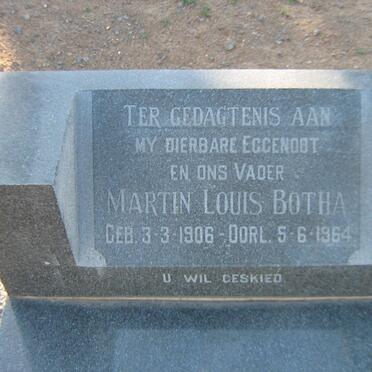 TER GEDAGTENIS AAN
MY DIERBARE EGGENOOT
EN ONS VADER
MARTIN LOUIS BOTHA
GEB. 3-3-1906 - OORL. 5-6-1964
U WIL GESKIED